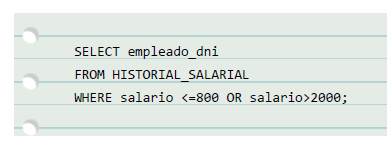 SELECT empleado_dni
FROM HISTORIAL_SALARIAL
WHERE salario <=800 OR salario>2000;